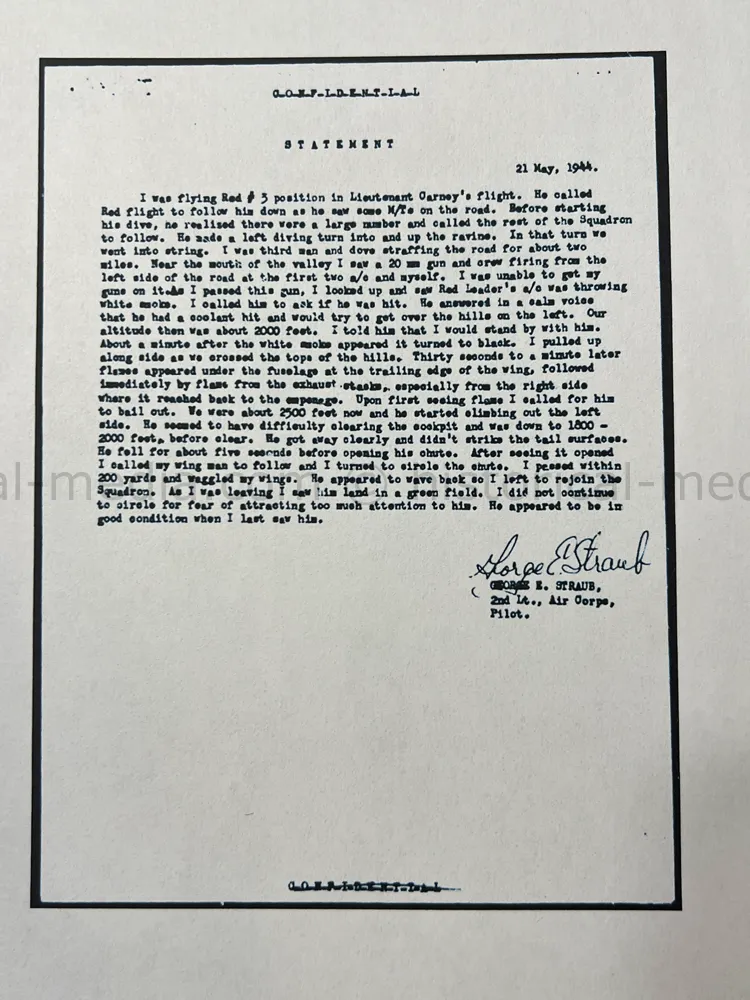 C-O-N-F-I-D-E-N-T-I-A-L
STATEMENT
21 May, 1944.
I was flying Red # 3 position in Lieutenant Carney's flight. He called
Red flight to follow him down as he saw some M/Ts on the road. Before starting
his dive, he realized there were a large number and called the rest of the Squadron
to follow. He made a left diving turn into and up the ravine. In that turn we
went into string. I was third man and dove straffing the road for about two
miles. Near the mouth of the valley I saw a 20 mm gun and crew firing from the
left side of the road at the first two a/c and myself. I was unable to get my
guns on it. As I passed this gun, I looked up and saw Red Leader's a/c was throwing
white smoke. I called him to ask if he was hit. He answered in a calm voice
that he had a coolant hit and would try to get over the hills on the left. Our
altitude then was about 2000 feet. I told him that I would stand by with him.
About a minute after the white smoke appeared it turned to black. I pulled up
along side as we crossed the tops of the hills. Thirty seconds to a minute later
flames appeared under the fuselage at the trailing edge of the wing, followed
immediately by flame from the exhaust stacks, especially from the right side
where it reached back to the empenage. Upon first seeing flame I called for him
to bail out. We were about 2500 feet now and he started climbing out the left
side. He seemed to have difficulty clearing the cockpit and was down to 1800 -
2000 feet, before clear. He got away clearly and didn't strike the tail surfaces.
He fell for about five seconds before opening his chute. After seeing it opened
I called my wing man to follow and I turned to circle the chute. I passed within
200 yards and waggled my wings. He appeared to wave back so I left to rejoin the
Squadron. As I was leaving I saw him land in a green field. I did not continue
to circle for fear of attracting too much attention to him. He appeared to be in
good condition when I last saw him.
George E. Straub
GEORGE E. STRAUB,
2nd Lt., Air Corps,
Pilot.
C-O-N-F-I-D-E-N-T-I-A-L